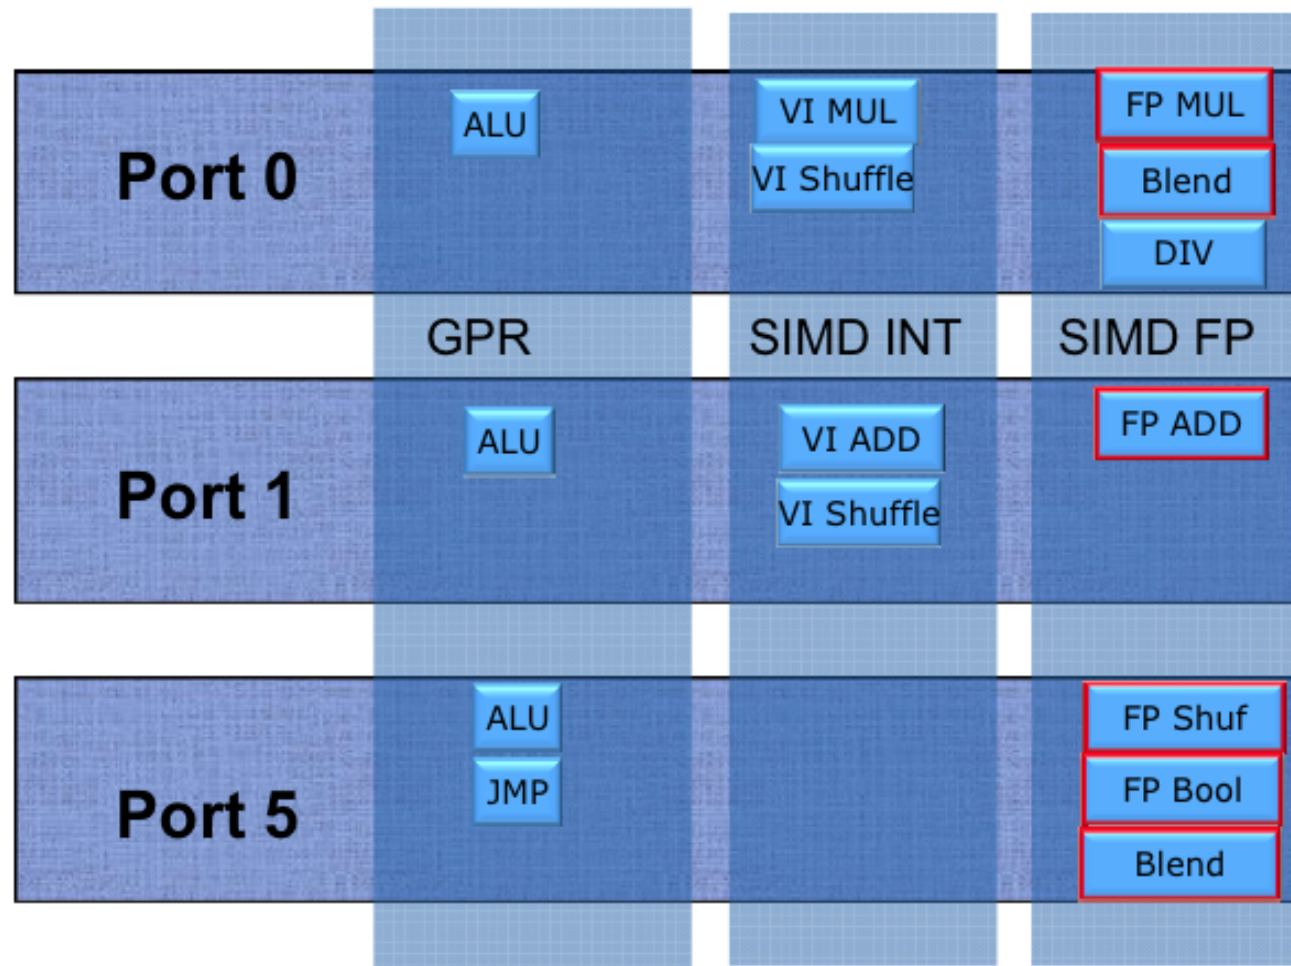 Port 0
ALU
VI MUL
VI Shuffle
FP MUL
Blend
DIV
GPR
SIMD INT
SIMD FP
Port 1
ALU
VI ADD
VI Shuffle
FP ADD
Port 5
ALU
JMP
FP Shuf
FP Bool
Blend